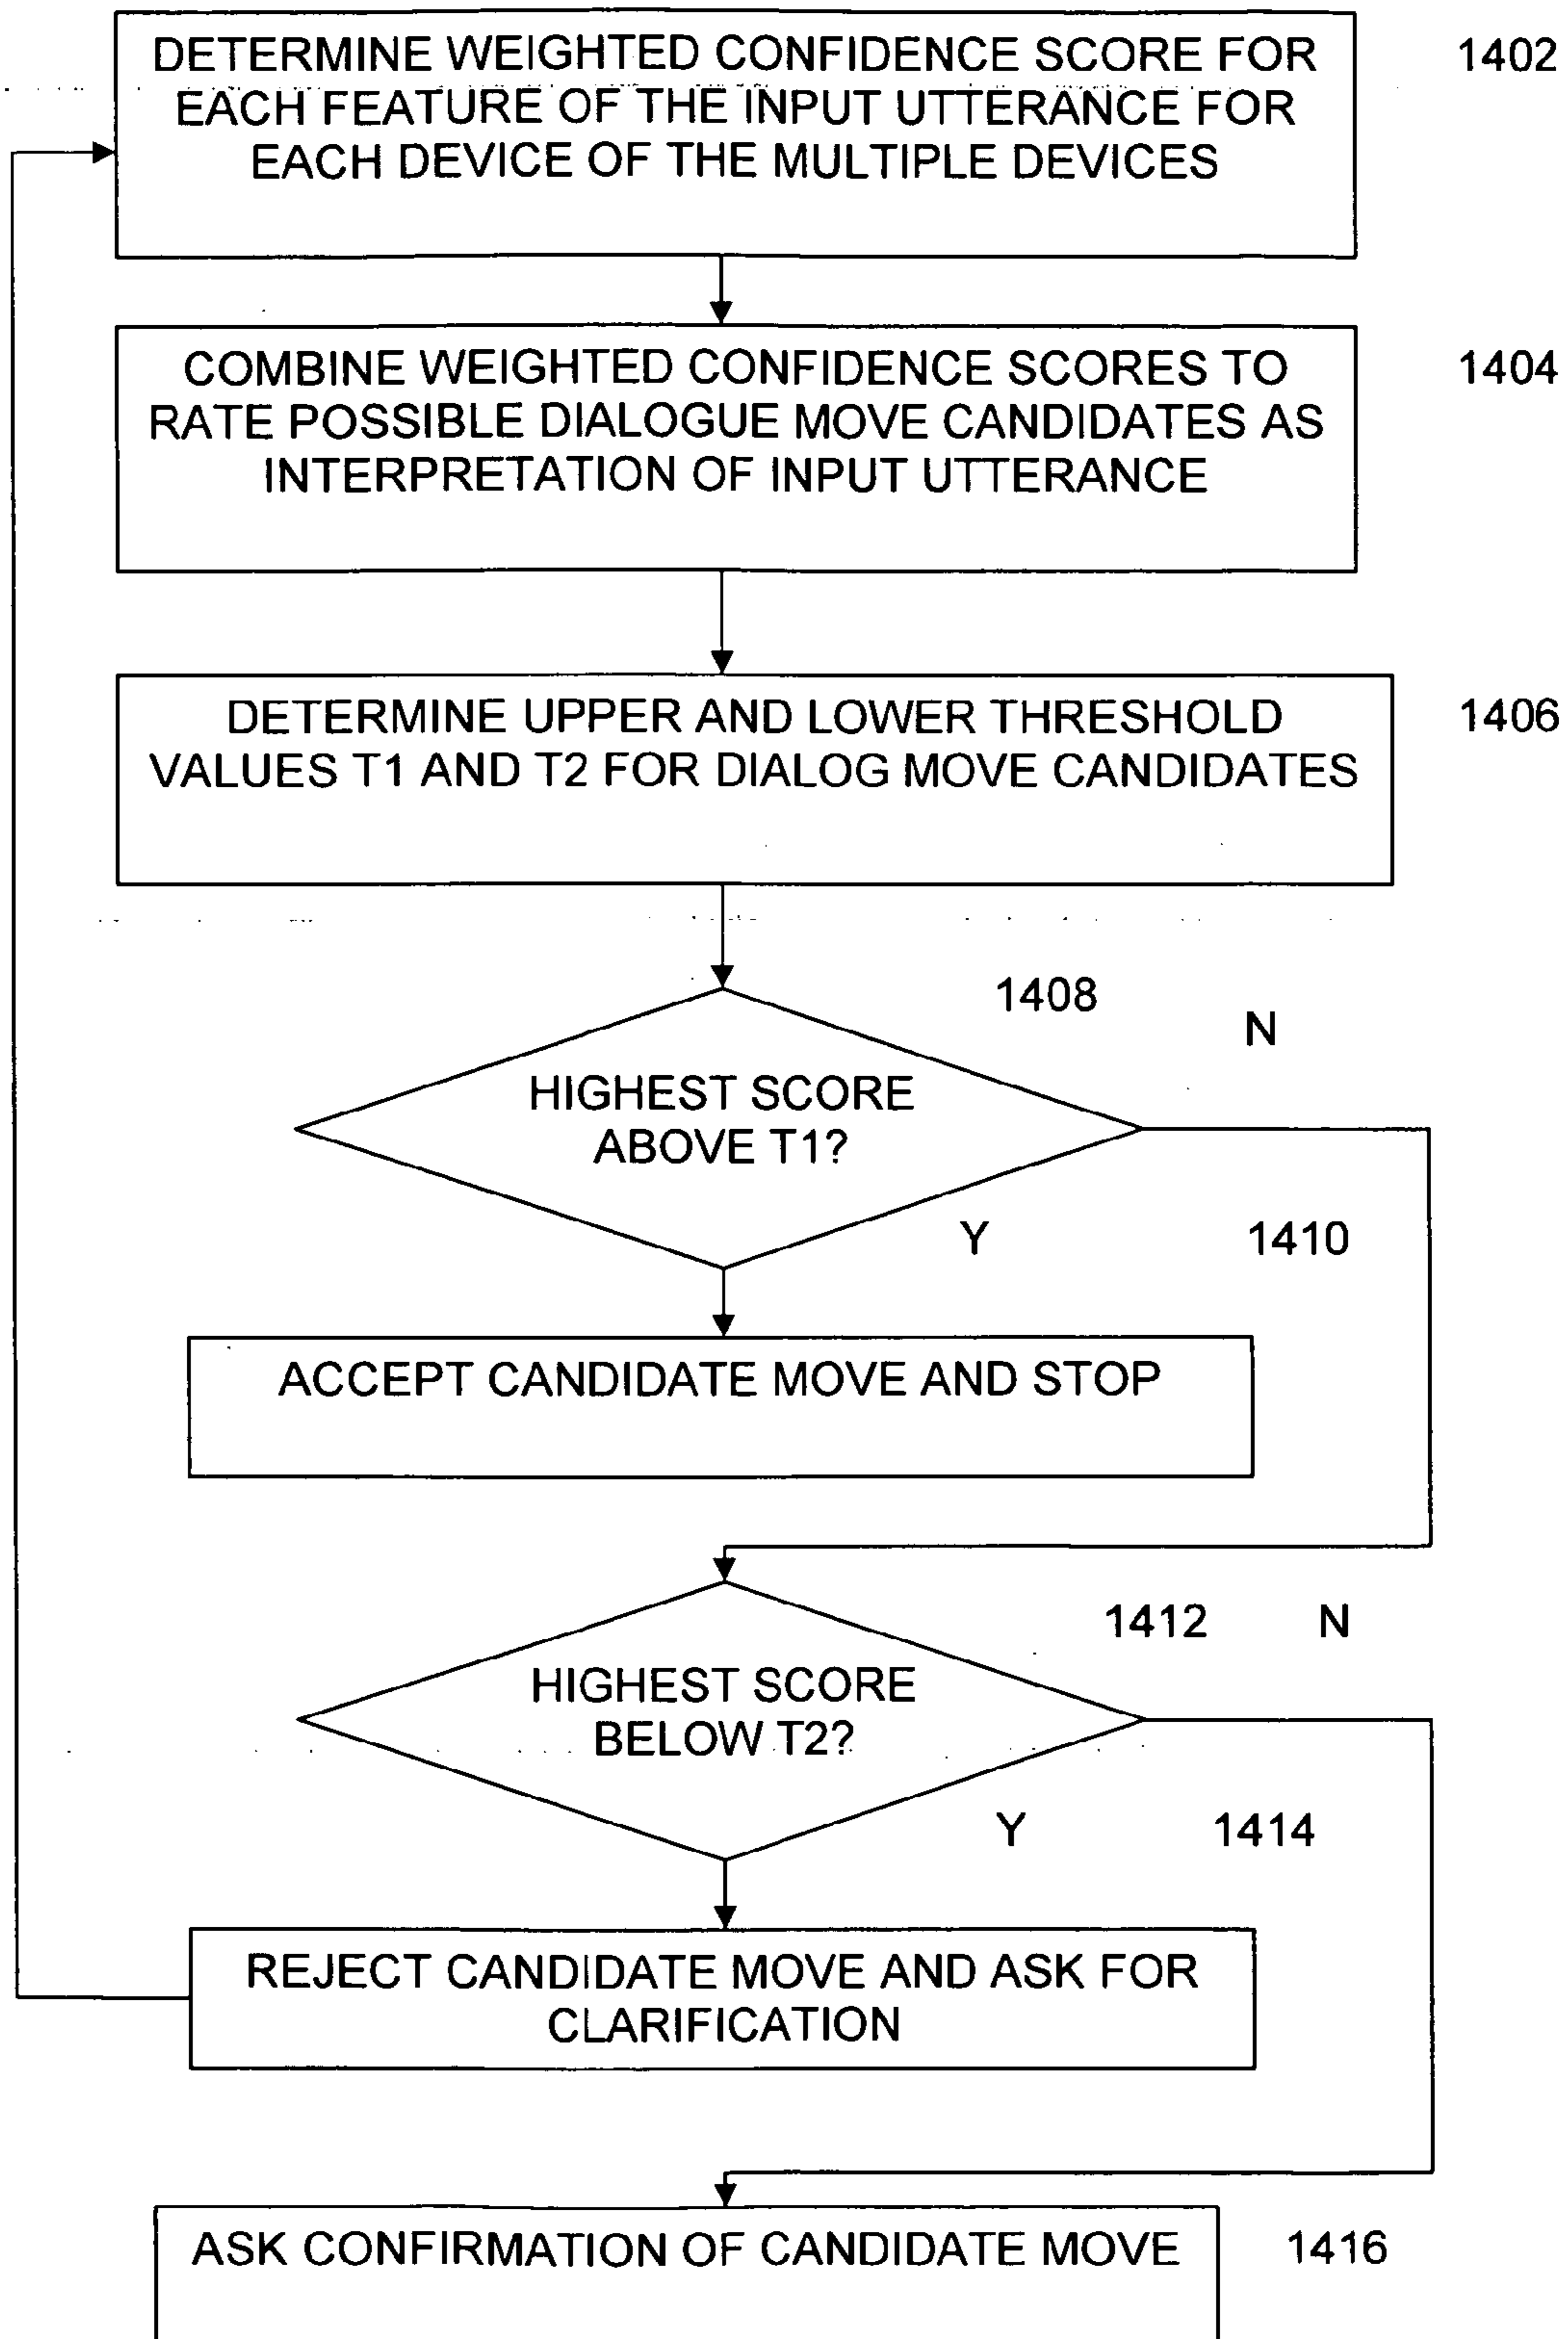 DETERMINE WEIGHTED CONFIDENCE SCORE FOR
EACH FEATURE OF THE INPUT UTTERANCE FOR
EACH DEVICE OF THE MULTIPLE DEVICES
1402
COMBINE WEIGHTED CONFIDENCE SCORES TO
RATE POSSIBLE DIALOGUE MOVE CANDIDATES AS
INTERPRETATION OF INPUT UTTERANCE
1404
DETERMINE UPPER AND LOWER THRESHOLD
VALUES T1 AND T2 FOR DIALOG MOVE CANDIDATES
1406
1408
N
HIGHEST SCORE
ABOVE T1?
Y
1410
ACCEPT CANDIDATE MOVE AND STOP
1412
N
HIGHEST SCORE
BELOW T2?
Y
1414
REJECT CANDIDATE MOVE AND ASK FOR
CLARIFICATION
ASK CONFIRMATION OF CANDIDATE MOVE
1416